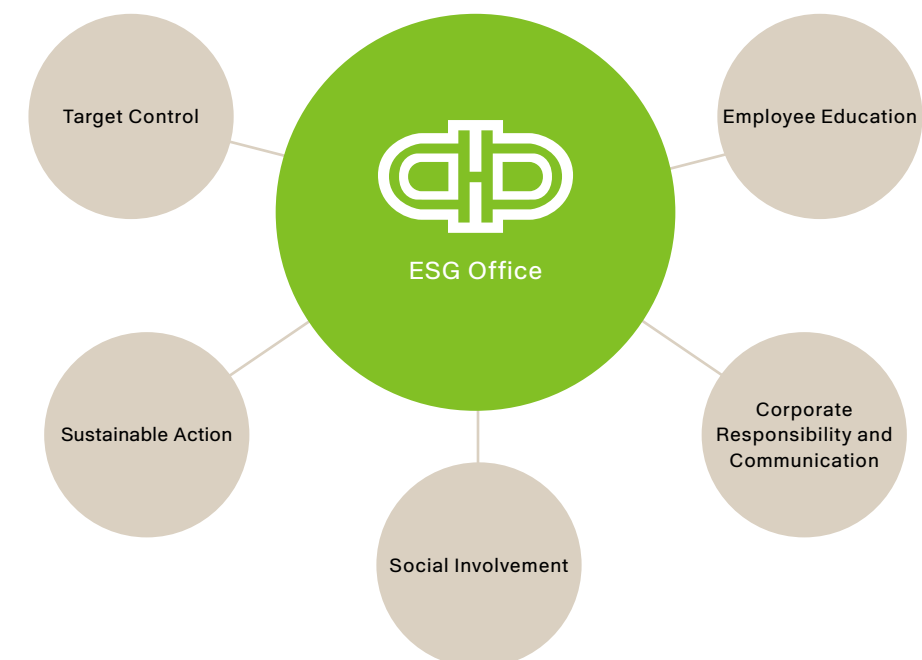 Target Control
Employee Education
ESG Office
Sustainable Action
Corporate
Responsibility and
Communication
Social Involvement